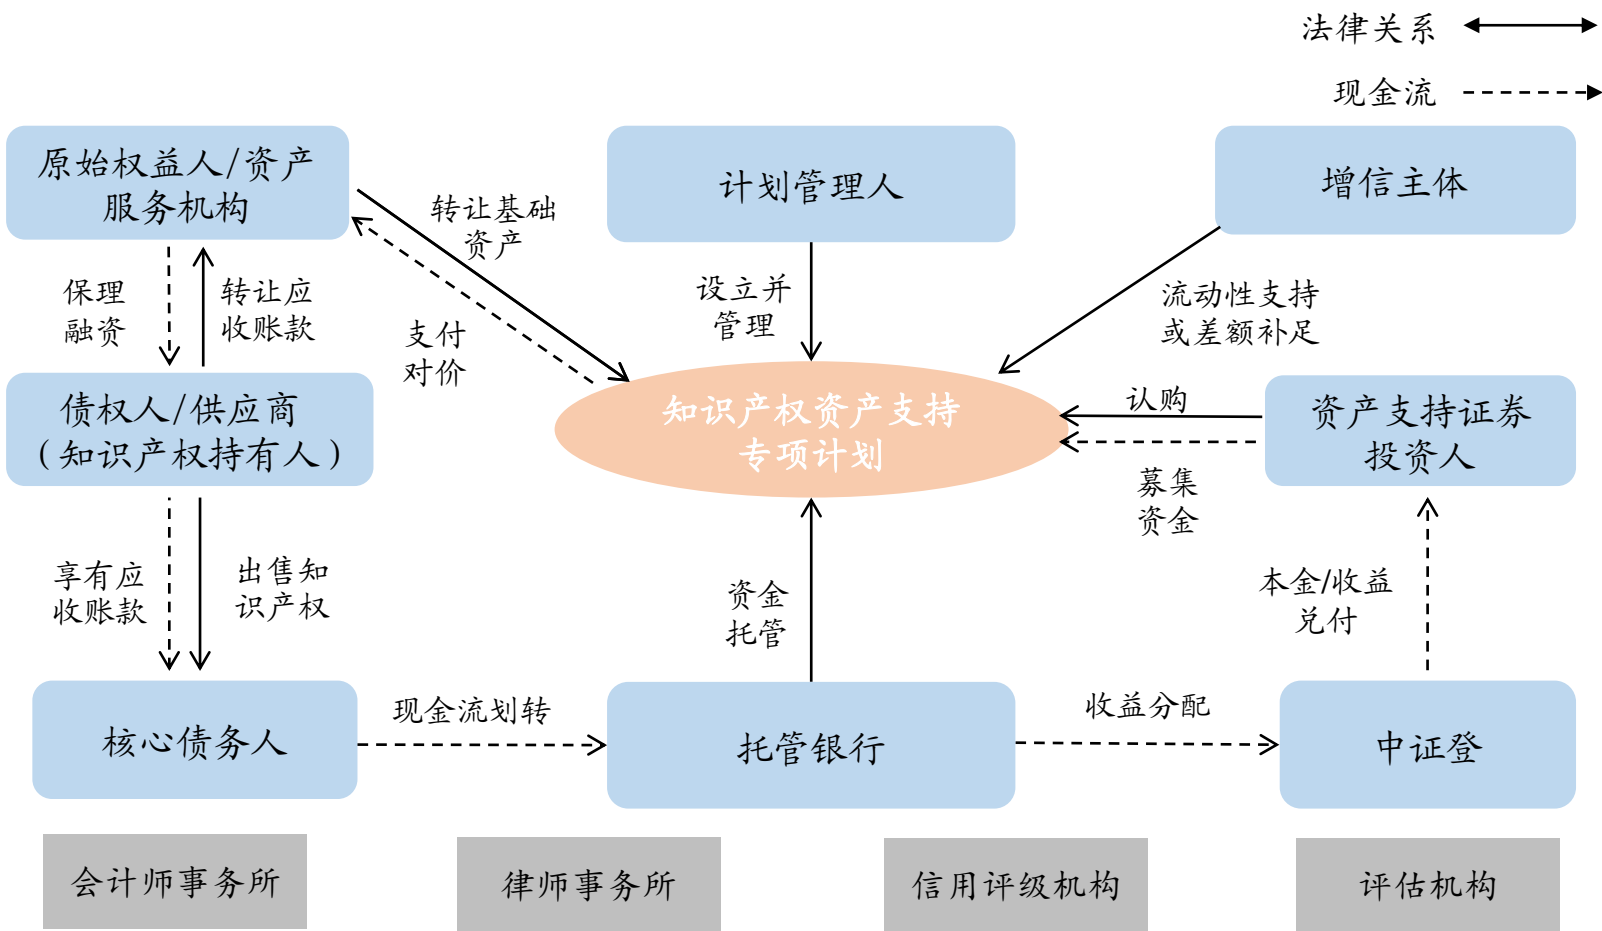 法律关系
现金流
原始权益人/资产
服务机构
计划管理人
增信主体
转让基础
资产
保理
融资
转让应
收账款
支付
对价
设立并
管理
流动性支持
或差额补足
债权人/供应商
（知识产权持有人）
知识产权资产支持
专项计划
认购
募集
资金
资产支持证券
投资人
享有应
收账款
出售知
识产权
资金
托管
本金/收益
兑付
核心债务人
现金流划转
托管银行
收益分配
中证登
会计师事务所
律师事务所
信用评级机构
评估机构